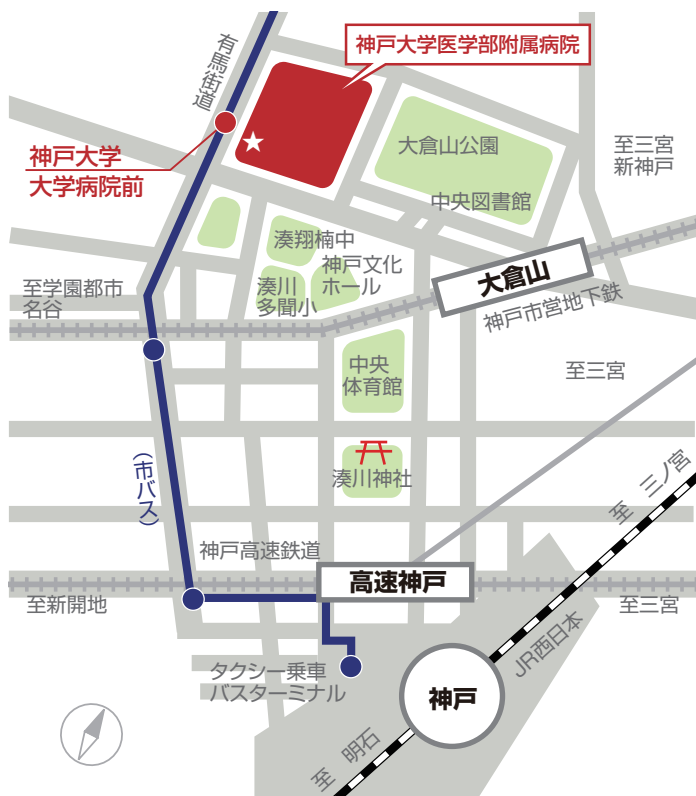 神戸大学医学部附属病院
有馬街道
神戸大学
大学病院前
大倉山公園
至三宮
新神戸
中央図書館
湊翔楠中
神戸文化
ホール
湊川
多聞小
大倉山
神戸市営地下鉄
至学園都市
名谷
中央
体育館
至三宮
湊川神社
(市バス)
至 三ノ宮
神戸高速鉄道
高速神戸
至新開地
至三宮
JR西日本
タクシー乗車
バスターミナル
神戸
至 明石